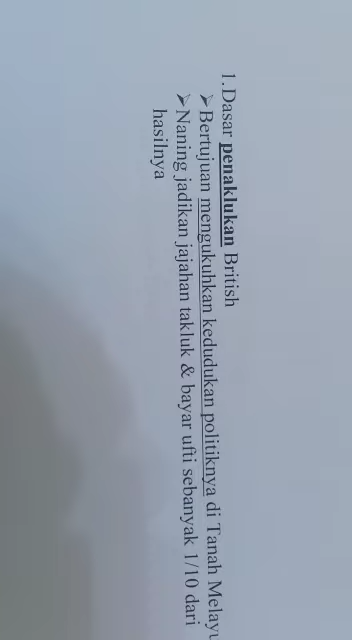 1.Dasar penaklukan British
➢Bertujuan mengukuhkan kedudukan politiknya di Tanah Melayu
➢Naning jadikan jajahan takluk & bayar ufti sebanyak 1/10 dari
hasilnya